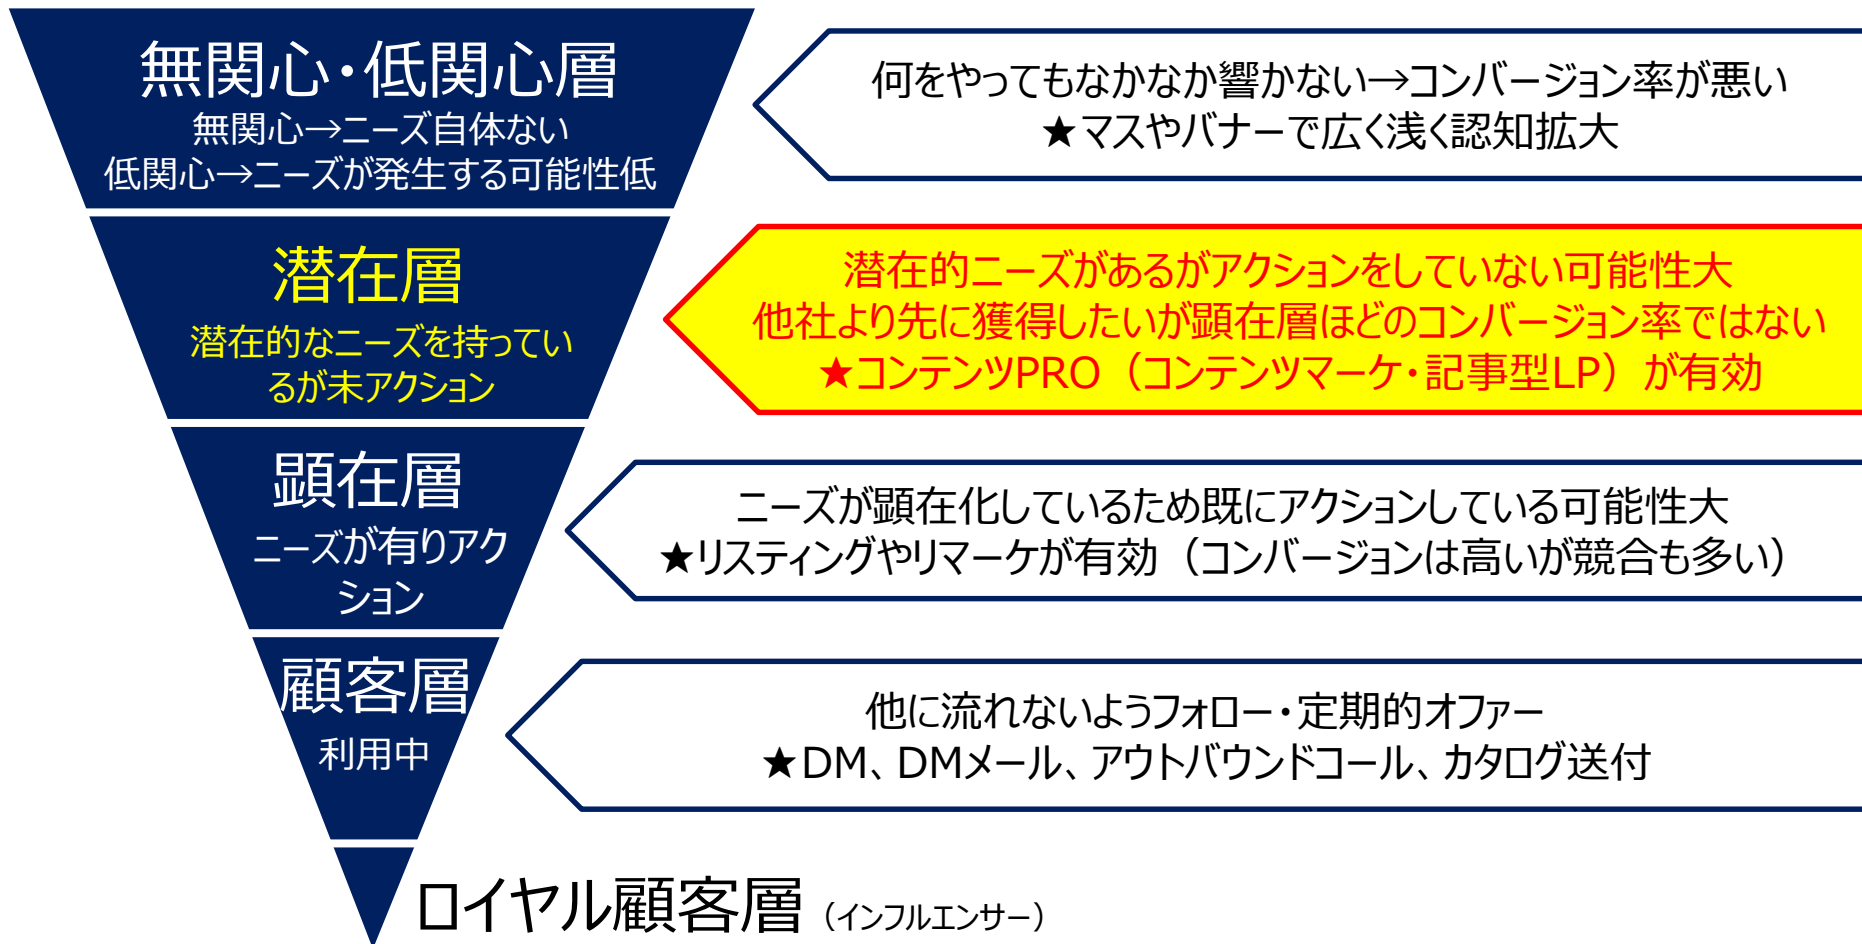 無関心・低関心層
無関心→ニーズ自体ない
低関心→ニーズが発生する可能性低
何をやってもなかなか響かない→コンバージョン率が悪い
★マスやバナーで広く浅く認知拡大
潜在層
潜在的なニーズを持ってい
るが未アクション
潜在的ニーズがあるがアクションをしていない可能性大
他社より先に獲得したいが顕在層ほどのコンバージョン率ではない
★コンテンツPRO（コンテンツマーケ・記事型LP）が有効
顕在層
ニーズが有りアク
ション
ニーズが顕在化しているため既にアクションしている可能性大
★リスティングやリマーケが有効（コンバージョンは高いが競合も多い）
顧客層
利用中
他に流れないようフォロー・定期的オファー
★DM、DMメール、アウトバウンドコール、カタログ送付
ロイヤル顧客層（インフルエンサー）